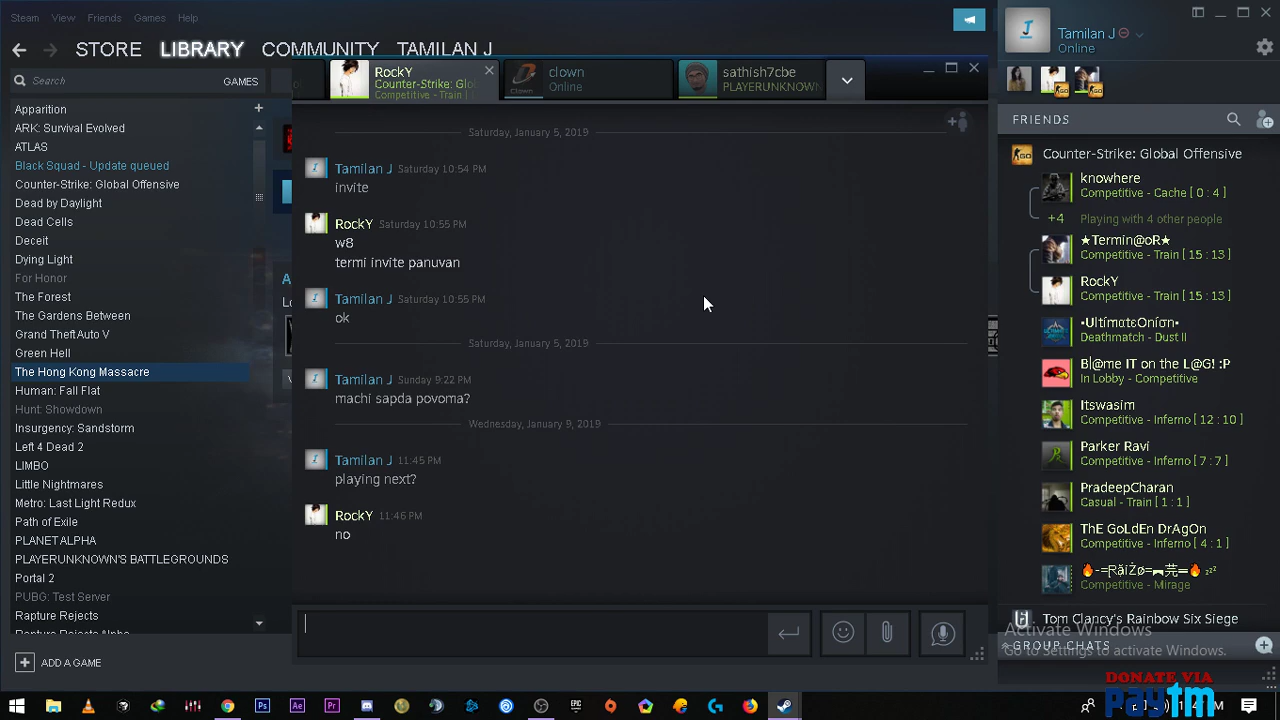 Steam View Friends Games Help
STORE LIBRARY COMMUNITY TAMILAN J
Search GAMES
Apparition
ARK: Survival Evolved
ATLAS
Black Squad - Update queued
Counter-Strike: Global Offensive
Dead by Daylight
Dead Cells
Deceit
Dying Light
For Honor
The Forest
The Gardens Between
Grand Theft Auto V
Green Hell
The Hong Kong Massacre
Human: Fall Flat
Hunt: Showdown
Insurgency: Sandstorm
Left 4 Dead 2
LIMBO
Little Nightmares
Metro: Last Light Redux
Path of Exile
PLANET ALPHA
PLAYERUNKNOWN'S BATTLEGROUNDS
Portal 2
PUBG: Test Server
Rapture Rejects
Rapture Rejects Alpha
ADD A GAME
RockY
Counter-Strike: Glo
Competitive - Train [
clown
Online
sathish7cbe
PLAYERUNKNOWN
Saturday, January 5, 2019
Tamilan J Saturday 10:54 PM
invite
RockY Saturday 10:55 PM
w8
termi invite panuvan
Tamilan J Saturday 10:55 PM
ok
Saturday, January 5, 2019
Tamilan J Sunday 9:22 PM
machi sapda povoma?
Wednesday, January 9, 2019
Tamilan J 11:45 PM
playing next?
RockY 11:46 PM
no
Tamilan J
Online
FRIENDS
Counter-Strike: Global Offensive
knowhere
Competitive - Cache [ 0 : 4 ]
+4 Playing with 4 other people
★Termin@oR★
Competitive - Train [ 15 : 13 ]
RockY
Competitive - Train [ 15 : 13 ]
Deathmatch - Dust II
B|@me IT on the L@G! :P
In Lobby - Competitive
Itswasim
Competitive - Inferno [ 12 : 10 ]
Parker Ravi
Competitive - Inferno [ 7 : 7 ]
PradeepCharan
Casual - Train [ 1 : 1 ]
ThE GoLdEn DrAgOn
Competitive - Inferno [ 4 : 1 ]
Competitive - Mirage
Tom Clancy's Rainbow Six Siege
Activate Windows
Go to Settings to activate Windows.
GROUP CHATS
DONATE VIA
paytm